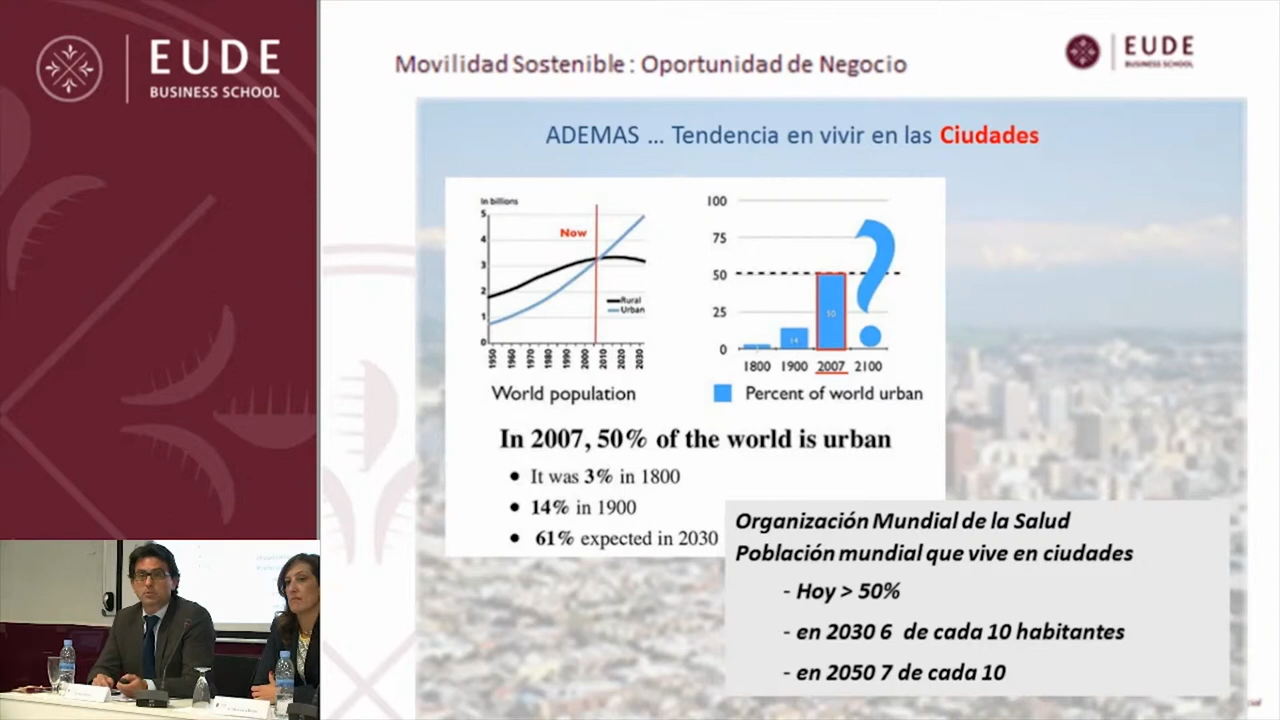 EUDE
BUSINESS SCHOOL
Movilidad Sostenible : Oportunidad de Negocio
EUDE
BUSINESS SCHOOL
ADEMAS ... Tendencia en vivir en las Ciudades
In billions
5
4
3
2
1
0
Now
Rural
Urban
1950
1960
1970
1980
1990
2000
2010
2020
2030
World population
100
75
50
25
0
14
50
?
1800 1900 2007 2100
Percent of world urban
In 2007, 50% of the world is urban
• It was 3% in 1800
• 14% in 1900
• 61% expected in 2030
Organización Mundial de la Salud
Población mundial que vive en ciudades
- Hoy > 50%
- en 2030 6 de cada 10 habitantes
- en 2050 7 de cada 10